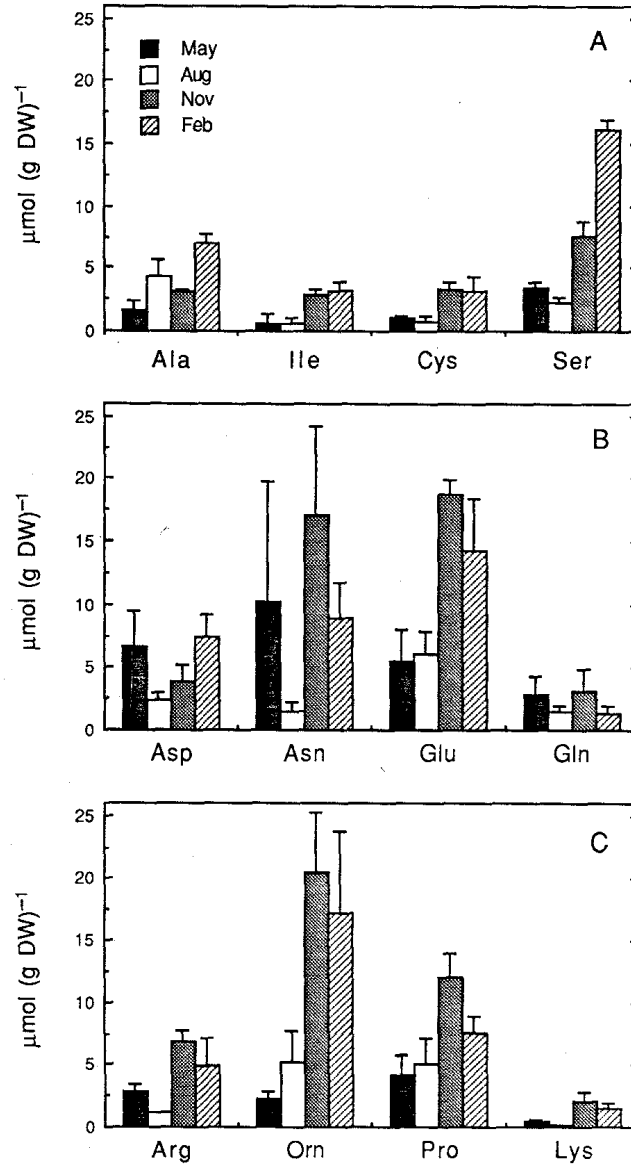 A
May
Aug
Nov
Feb
μmol (g DW)⁻¹
25
20
15
10
5
0
Ala Ile Cys Ser
B
μmol (g DW)⁻¹
25
20
15
10
5
0
Asp Asn Glu Gln
C
μmol (g DW)⁻¹
25
20
15
10
5
0
Arg Orn Pro Lys